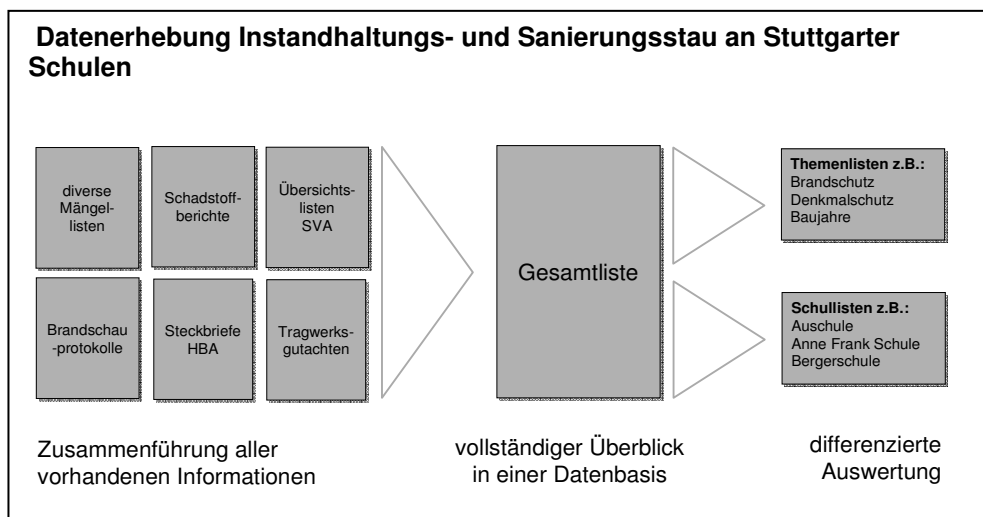 Datenerhebung Instandhaltungs- und Sanierungsstau an Stuttgarter
Schulen
diverse
Mängel-
listen
Schadstoff-
berichte
Übersichts-
listen
SVA
Brandschau
-protokolle
Steckbriefe
HBA
Tragwerks-
gutachten
Zusammenführung aller
vorhandenen Informationen
Gesamtliste
vollständiger Überblick
in einer Datenbasis
Themenlisten z.B.:
Brandschutz
Denkmalschutz
Baujahre
Schullisten z.B.:
Auschule
Anne Frank Schule
Bergerschule
differenzierte
Auswertung